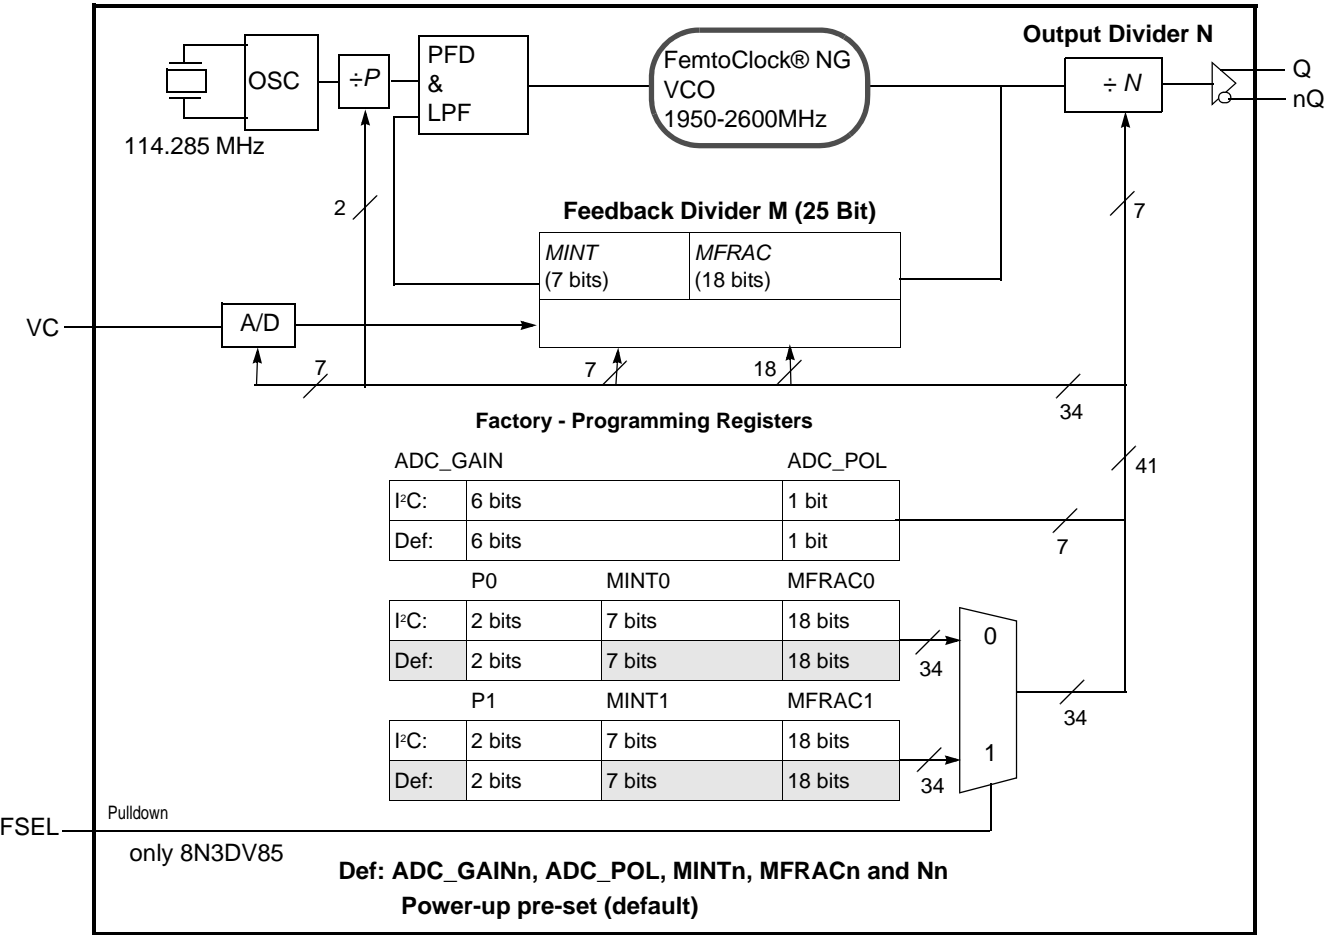 Output Divider N
OSC
÷P
PFD
&
LPF
FemtoClock® NG
VCO
1950-2600MHz
÷ N
Q
nQ
114.285 MHz
2
7
Feedback Divider M (25 Bit)
MINT
(7 bits)
MFRAC
(18 bits)
VC
A/D
7
7
18
34
Factory - Programming Registers
41
ADC_GAIN
ADC_POL
I²C:
6 bits
1 bit
Def:
6 bits
1 bit
7
P0
MINT0
MFRAC0
I²C:
2 bits
7 bits
18 bits
Def:
2 bits
7 bits
18 bits
34
0
P1
MINT1
MFRAC1
34
I²C:
2 bits
7 bits
18 bits
Def:
2 bits
7 bits
18 bits
34
1
FSEL
Pulldown
only 8N3DV85
Def: ADC_GAINn, ADC_POL, MINTn, MFRACn and Nn
Power-up pre-set (default)